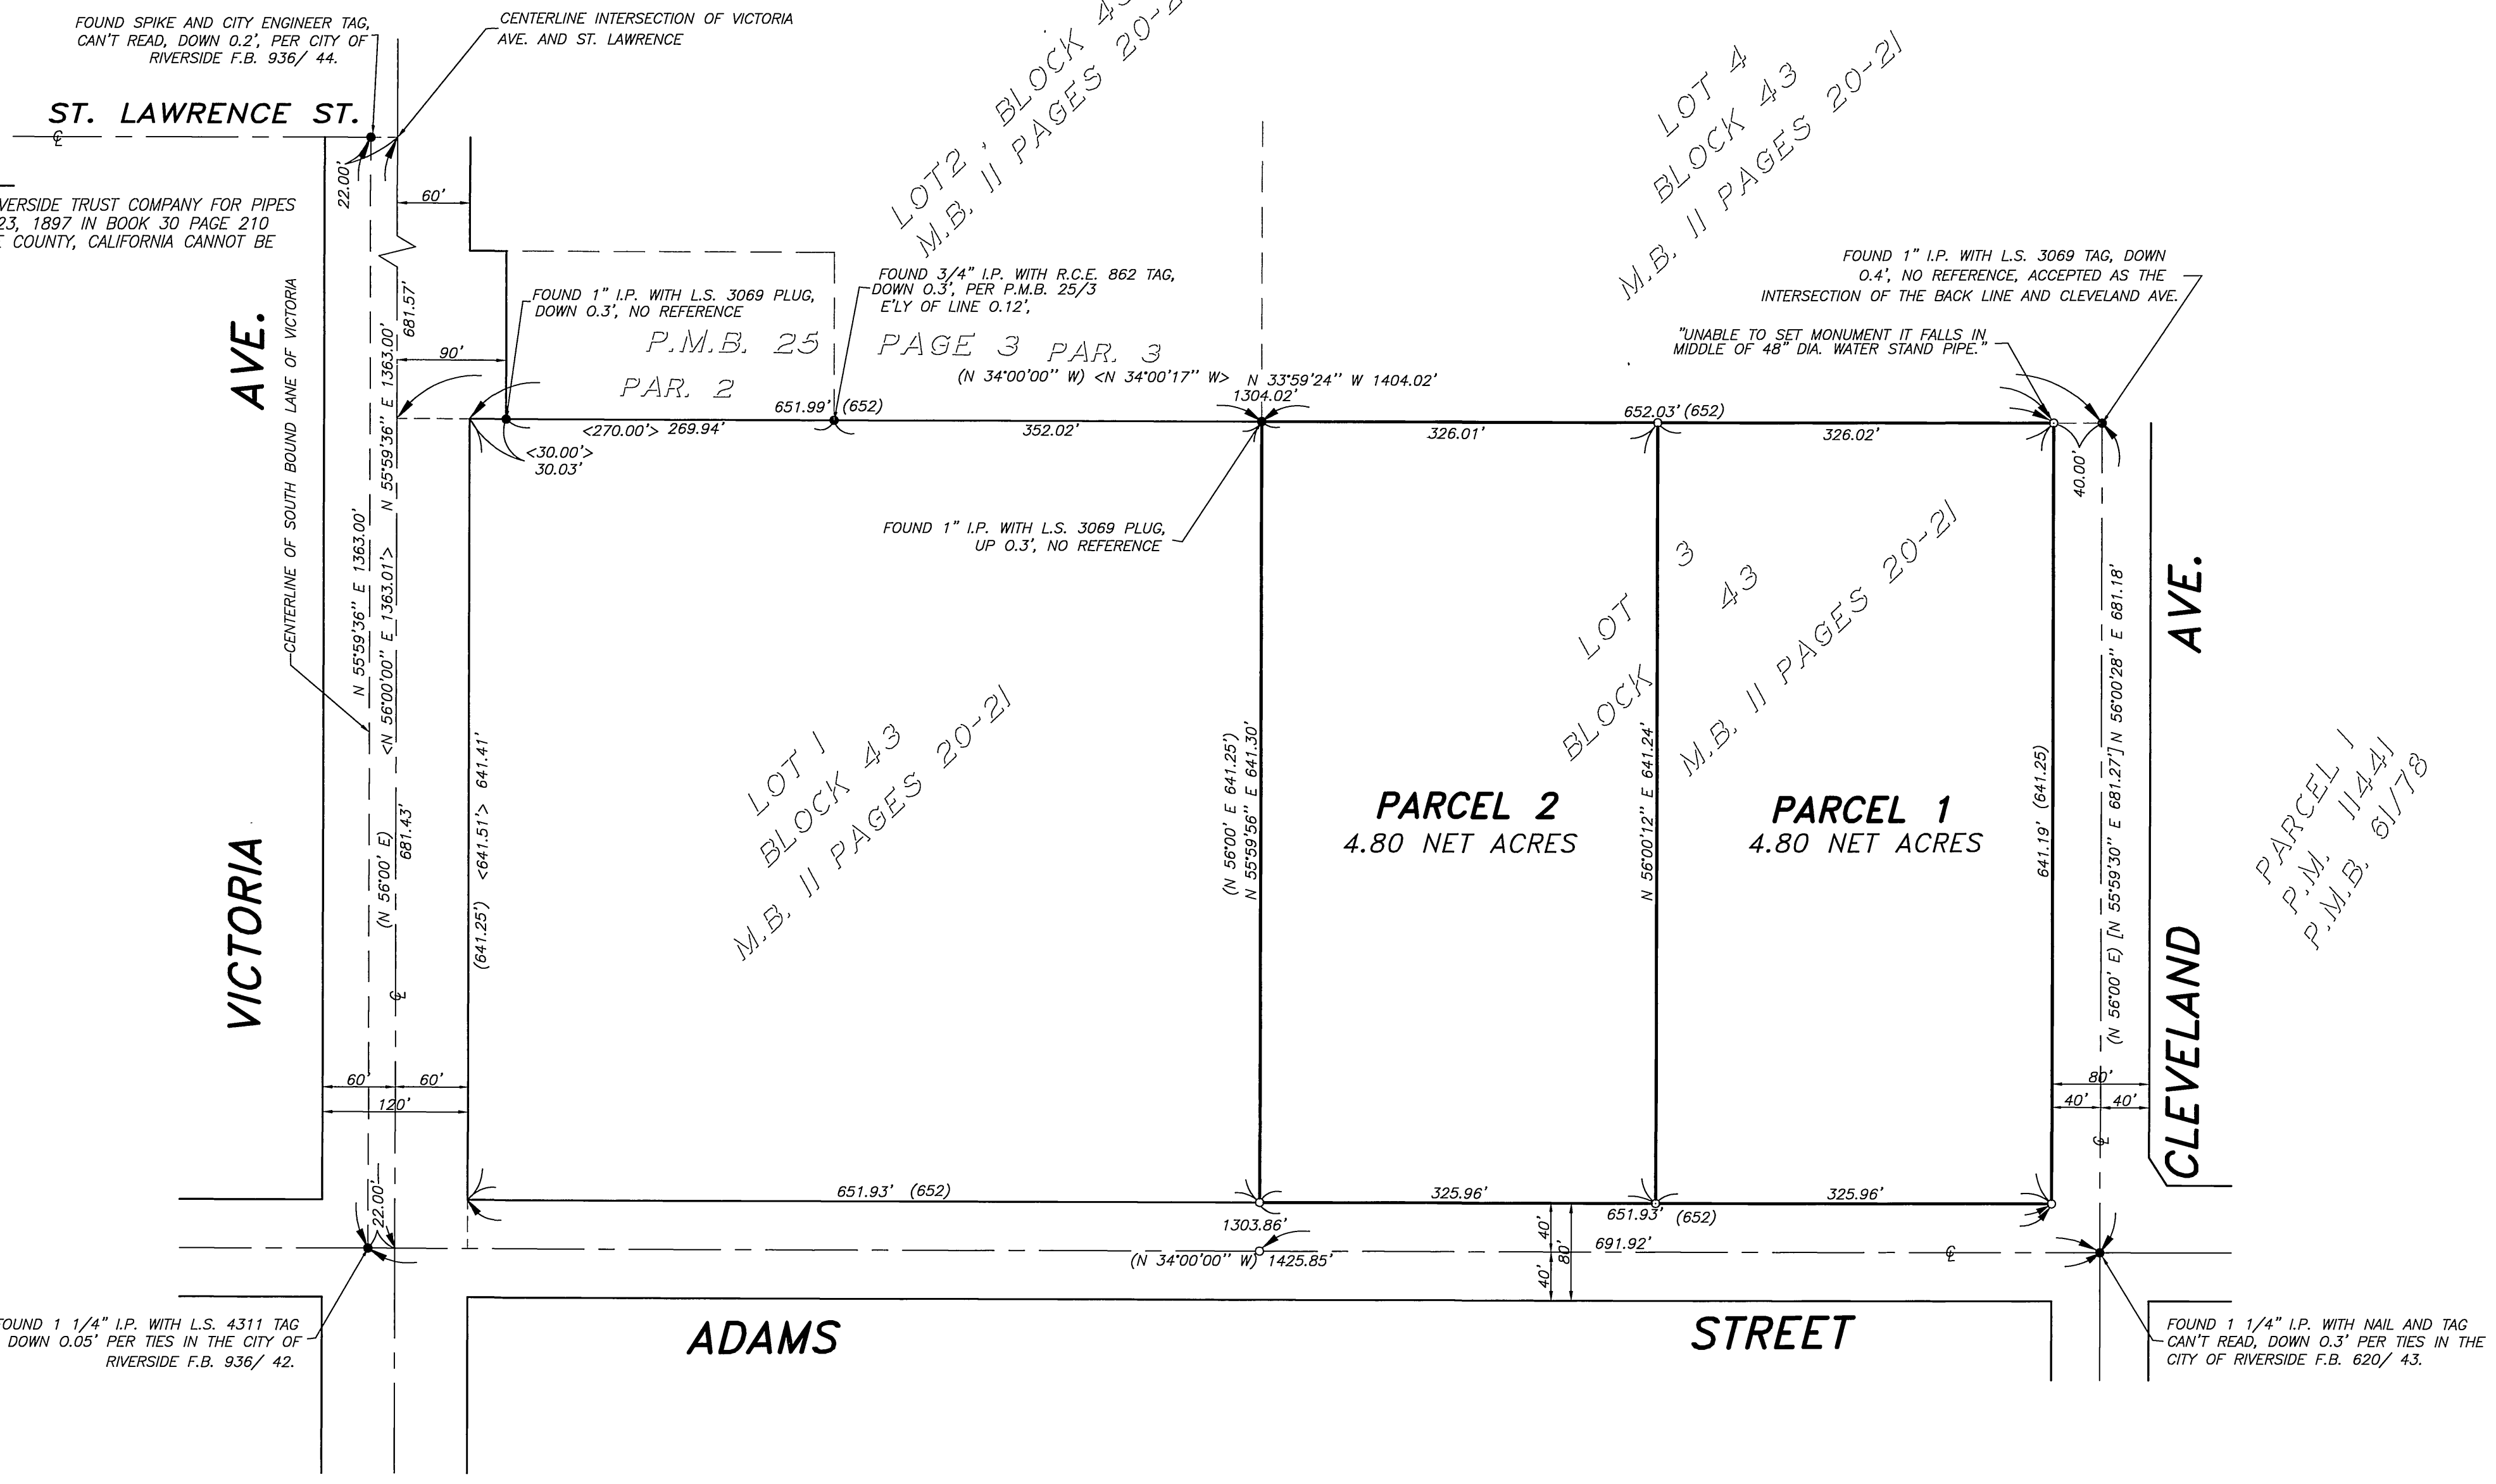 FOUND SPIKE AND CITY ENGINEER TAG,
CAN'T READ, DOWN 0.2', PER CITY OF
RIVERSIDE F.B. 936/ 44.
CENTERLINE INTERSECTION OF VICTORIA
AVE. AND ST. LAWRENCE
ST. LAWRENCE ST.
22.00'
60'
VERSIDE TRUST COMPANY FOR PIPES
23, 1897 IN BOOK 30 PAGE 210
COUNTY, CALIFORNIA CANNOT BE
LOT2, BLOCK 43
M.B. 11 PAGES 20-2
LOT 4
BLOCK 43
M.B. 11 PAGES 20-21
FOUND 1" I.P. WITH L.S. 3069 TAG, DOWN
0.4', NO REFERENCE, ACCEPTED AS THE
INTERSECTION OF THE BACK LINE AND CLEVELAND AVE.
"UNABLE TO SET MONUMENT IT FALLS IN
MIDDLE OF 48" DIA. WATER STAND PIPE."
FOUND 3/4" I.P. WITH R.C.E. 862 TAG,
DOWN 0.3', PER P.M.B. 25/3
E'LY OF LINE 0.12',
FOUND 1" I.P. WITH L.S. 3069 PLUG,
DOWN 0.3', NO REFERENCE
P.M.B. 25 PAGE 3 PAR. 3
PAR. 2
90'
681.57'
N 55°59'36" E 1363.00'
(N 34°00'00" W) <N 34°00'17" W> N 33°59'24" W 1404.02'
1304.02'
651.99' (652)
652.03' (652)
<270.00'> 269.94'
352.02'
326.01'
326.02'
<30.00'>
30.03'
40.00'
FOUND 1" I.P. WITH L.S. 3069 PLUG,
UP 0.3', NO REFERENCE
CENTERLINE OF SOUTH BOUND LANE OF VICTORIA
N 55°59'36" E 1363.00'
<N 56°00'00" E 1363.01'>
(N 56°00' E)
681.43'
(641.25') <641.51'> 641.41'
VICTORIA AVE.
LOT 1
BLOCK 43
M.B. 11 PAGES 20-21
(N 56°00' E 641.25')
N 55°59'56" E 641.30'
LOT 3
BLOCK 43
M.B. 11 PAGES 20-21
N 56°00'12" E 641.24'
PARCEL 2
4.80 NET ACRES
PARCEL 1
4.80 NET ACRES
641.19' (641.25)
(N 56°00' E) [N 55°59'30" E 681.27'] N 56°00'28" E 681.18'
CLEVELAND AVE.
PARCEL 1
P.M. 11441
P.M.B. 61/78
60' 60'
120'
80'
40' 40'
22.00'
651.93' (652)
325.96'
325.96'
1303.86'
651.93' (652)
40'
80'
40'
691.92'
(N 34°00'00" W) 1425.85'
FOUND 1 1/4" I.P. WITH L.S. 4311 TAG
DOWN 0.05' PER TIES IN THE CITY OF
RIVERSIDE F.B. 936/ 42.
ADAMS STREET
FOUND 1 1/4" I.P. WITH NAIL AND TAG
CAN'T READ, DOWN 0.3' PER TIES IN THE
CITY OF RIVERSIDE F.B. 620/ 43.